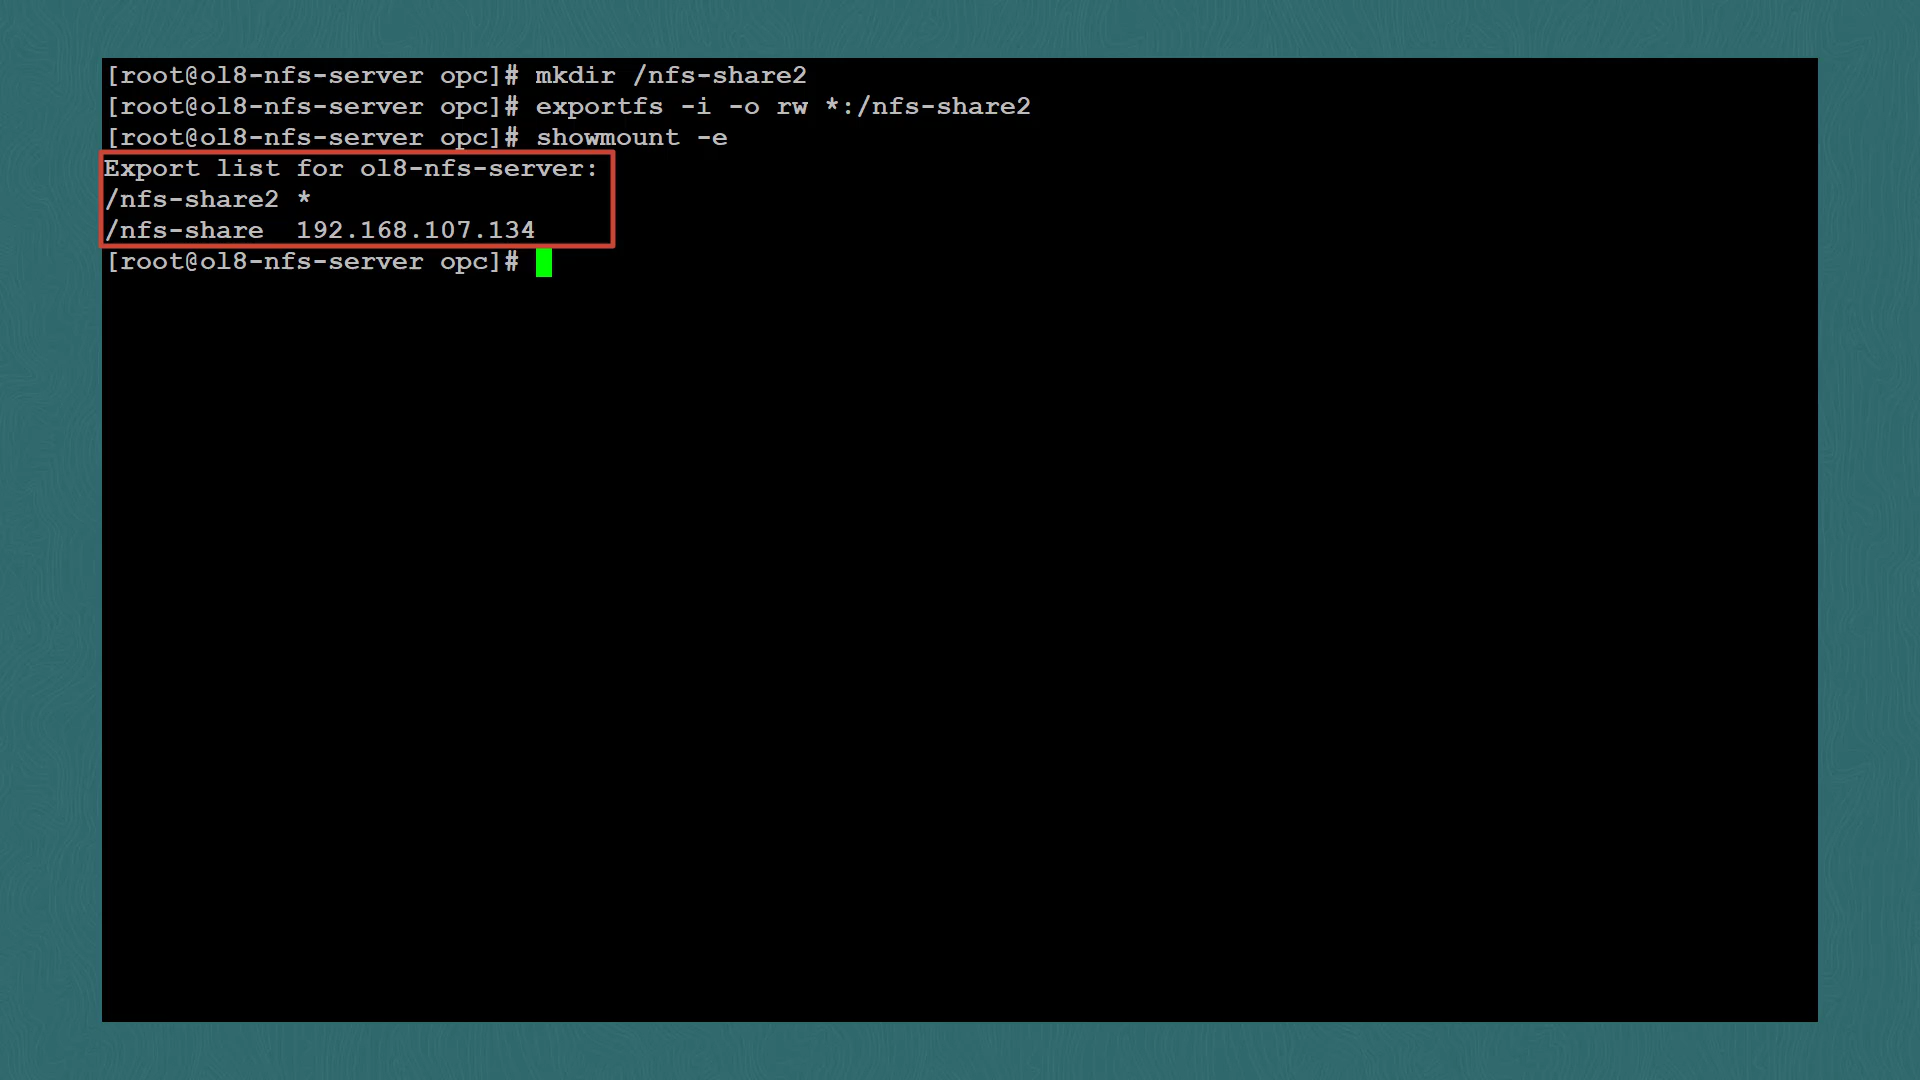 [root@ol8-nfs-server opc]# mkdir /nfs-share2
[root@ol8-nfs-server opc]# exportfs -i -o rw *:/nfs-share2
[root@ol8-nfs-server opc]# showmount -e
Export list for ol8-nfs-server:
/nfs-share2 *
/nfs-share  192.168.107.134
[root@ol8-nfs-server opc]#